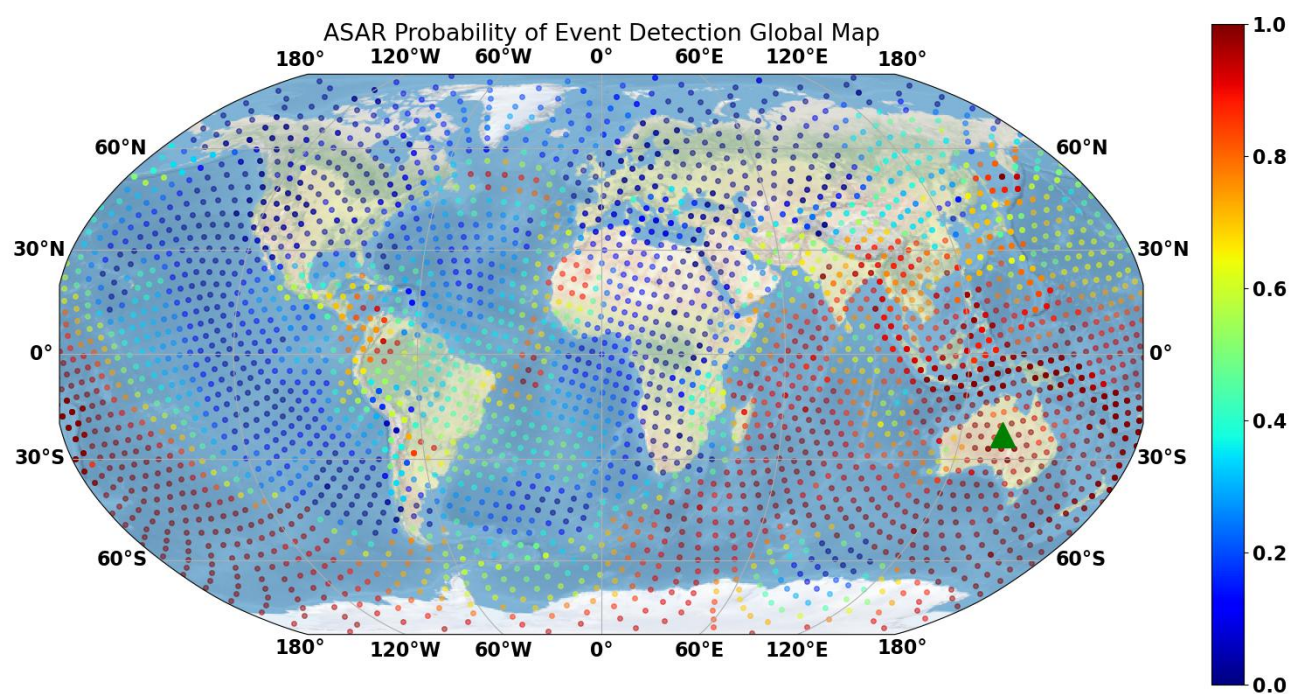 ASAR Probability of Event Detection Global Map
180° 120°W 60°W 0° 60°E 120°E 180°
60°N 60°N
30°N 30°N
0° 0°
30°S 30°S
60°S 60°S
180° 120°W 60°W 0° 60°E 120°E 180°
1.0
0.8
0.6
0.4
0.2
0.0